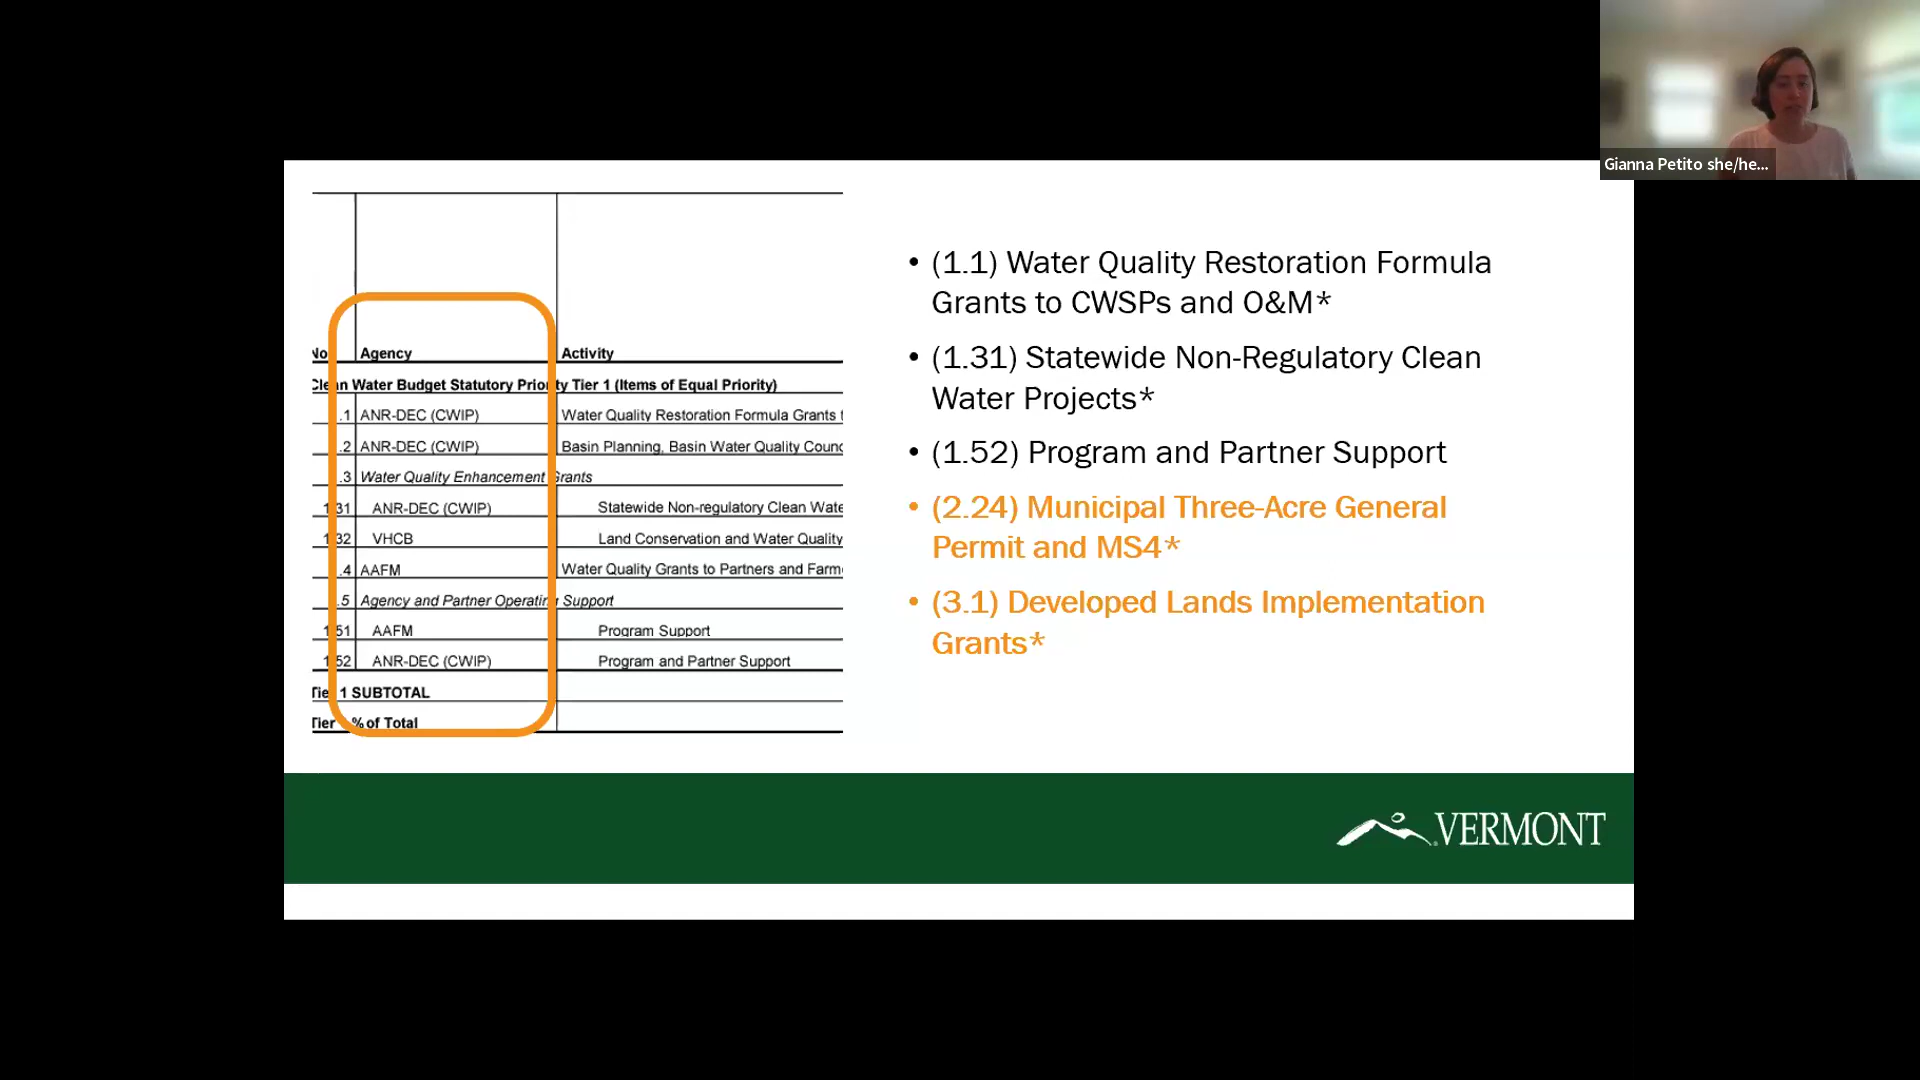 Gianna Petito she/he...
No
Agency
Activity
Clean Water Budget Statutory Priority Tier 1 (Items of Equal Priority)
.1 ANR-DEC (CWIP) Water Quality Restoration Formula Grants
.2 ANR-DEC (CWIP) Basin Planning, Basin Water Quality Counc
.3 Water Quality Enhancement Grants
1.31 ANR-DEC (CWIP) Statewide Non-regulatory Clean Wate
1.32 VHCB Land Conservation and Water Quality
.4 AAFM Water Quality Grants to Partners and Farm
.5 Agency and Partner Operating Support
1.51 AAFM Program Support
1.52 ANR-DEC (CWIP) Program and Partner Support
Tier 1 SUBTOTAL
Tier % of Total
• (1.1) Water Quality Restoration Formula
Grants to CWSPs and O&M*
• (1.31) Statewide Non-Regulatory Clean
Water Projects*
• (1.52) Program and Partner Support
• (2.24) Municipal Three-Acre General
Permit and MS4*
• (3.1) Developed Lands Implementation
Grants*
VERMONT